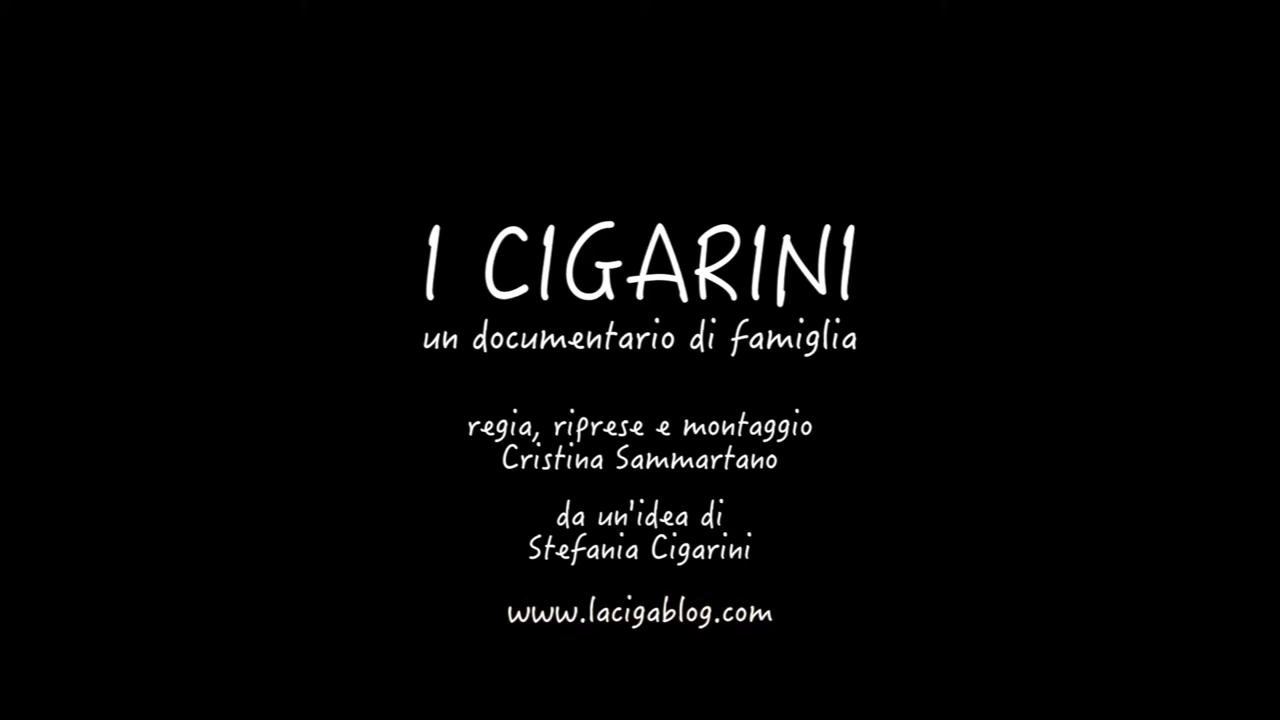 I CIGARINI
un documentario di famiglia
regia, riprese e montaggio
Cristina Sammartano
da un'idea di
Stefania Cigarini
www.lacigablog.com